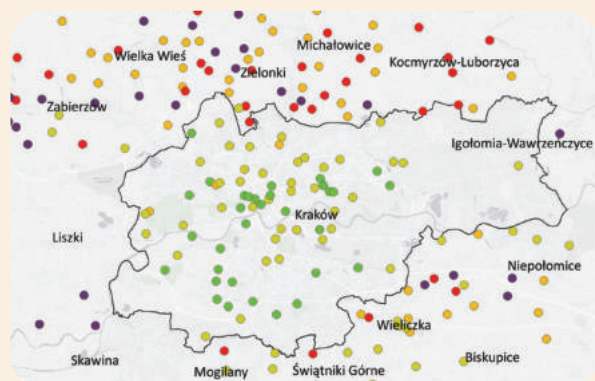 Michałowice
Wielka Wieś
Kocmyrzów-Luborzyca
Zielonki
Zabierzów
Igołomia-Wawrzeńczyce
Kraków
Liszki
Niepołomice
Wieliczka
Skawina
Biskupice
Mogilany
Świątniki Górne